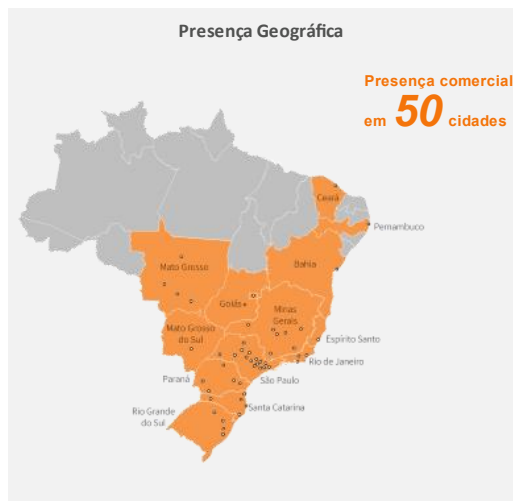 Presença Geográfica
Presença comercial
em 50 cidades
Ceará
Pernambuco
Bahia
Mato Grosso
Goiás
Minas
Gerais
Mato Grosso
do Sul
Espírito Santo
Rio de Janeiro
Paraná
São Paulo
Santa Catarina
Rio Grande
do Sul